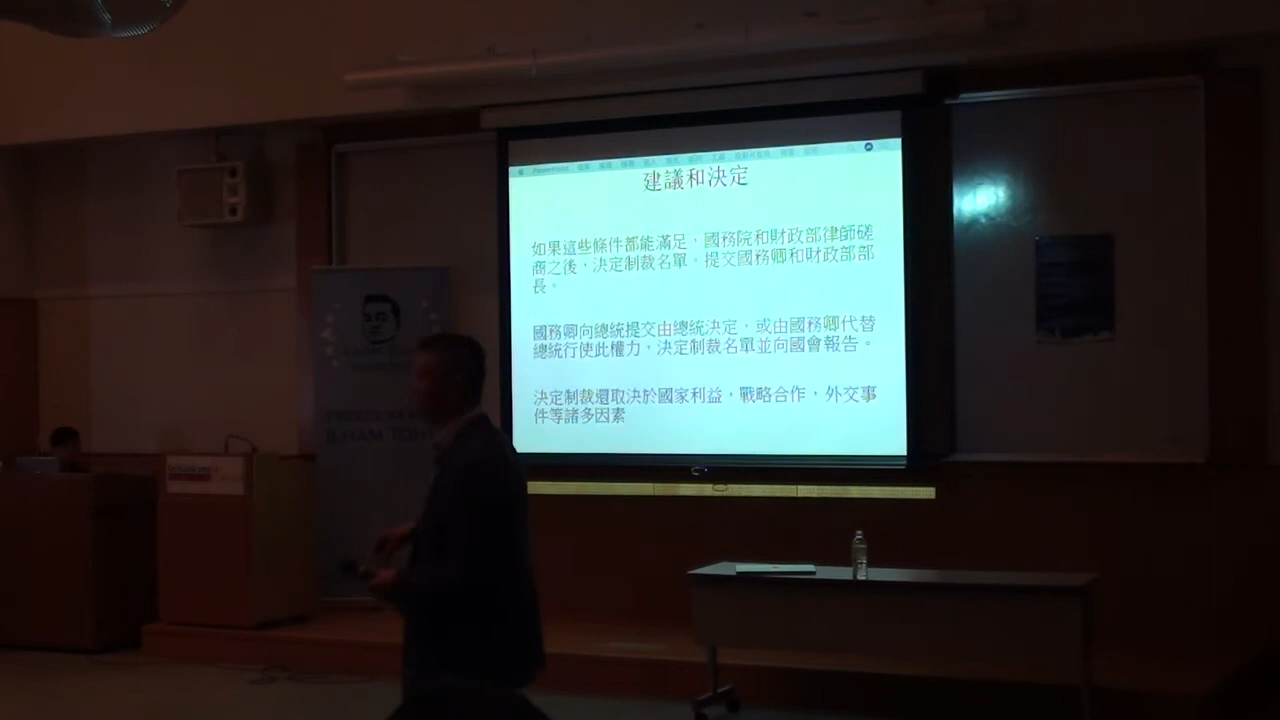 PowerPoint
建議和決定
如果這些條件都能滿足，國務院和財政部律師磋
商之後，決定制裁名單。提交國務卿和財政部部
長。
國務卿向總統提交由總統決定，或由國務卿代替
總統行使此權力，決定制裁名單並向國會報告。
決定制裁還取決於國家利益，戰略合作，外交事
件等諸多因素
FREEDOM
ILHAM TOHTI